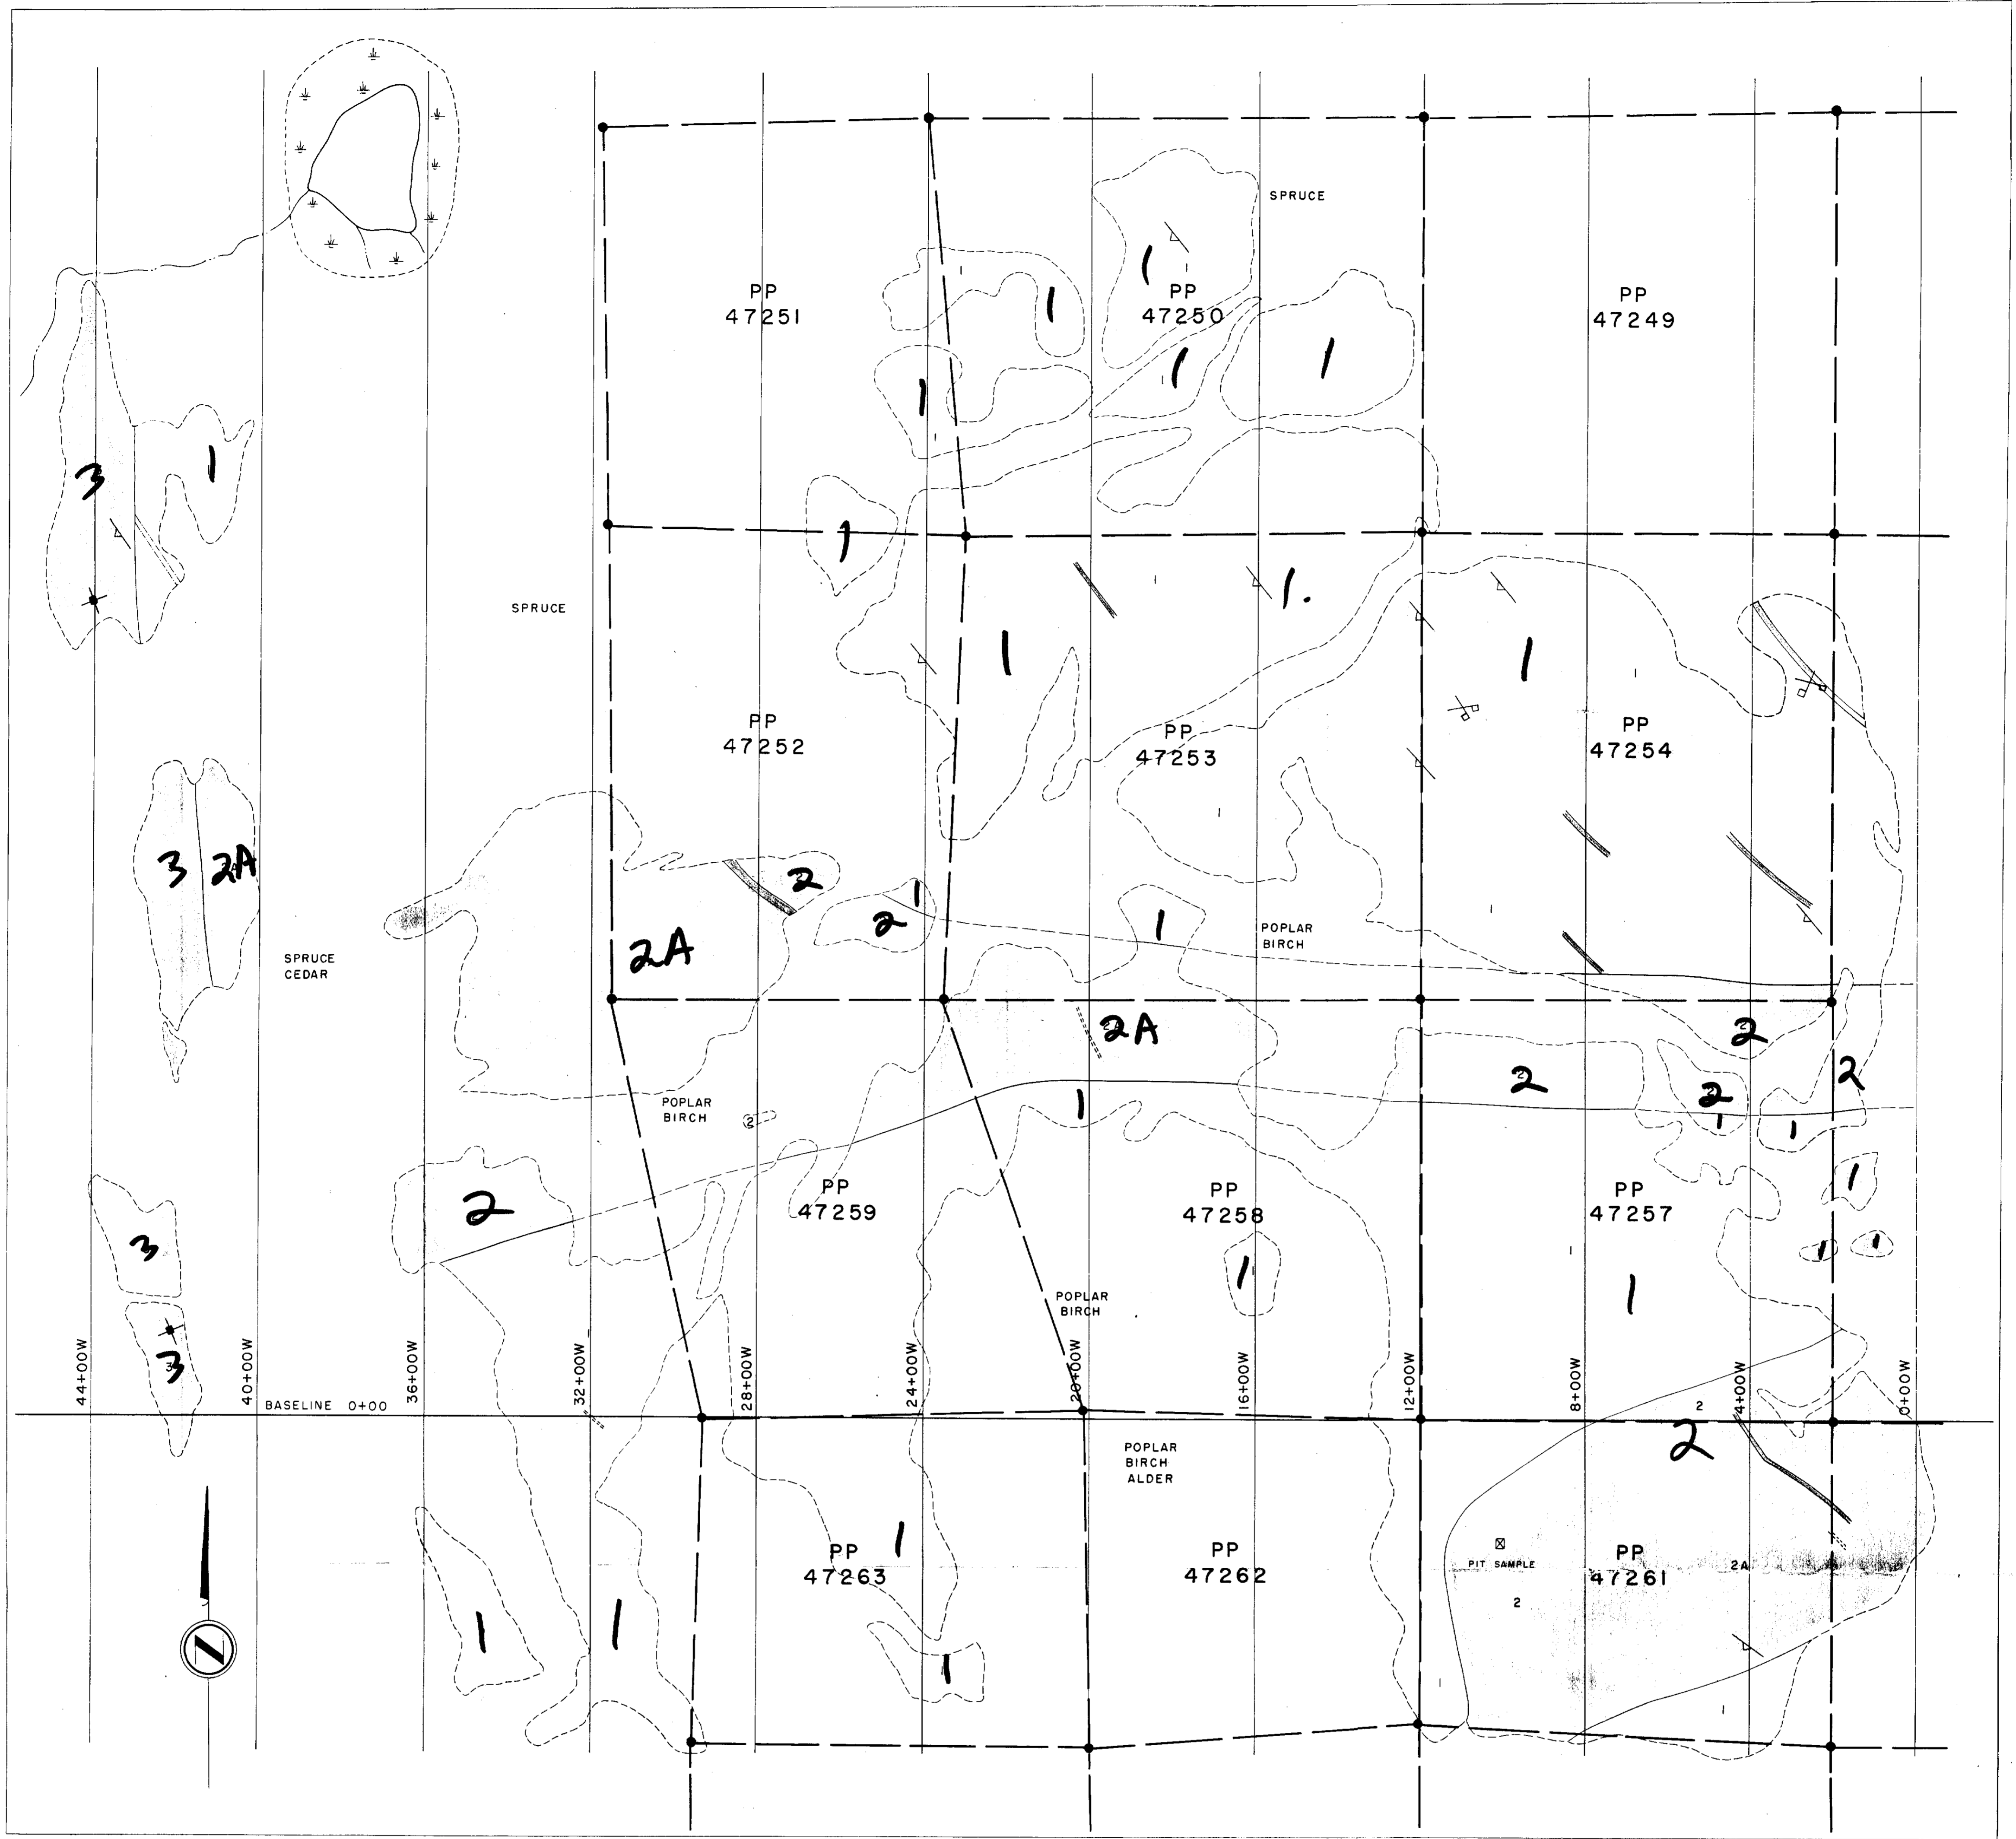 SPRUCE
1
PP
47251
1
PP
47250
PP
47249
1
1
1
1
3
1
1
SPRUCE
1.
1
1
PP
47252
PP
47253
PP
47254
3
2A
2
1
2
1
POPLAR
BIRCH
2A
SPRUCE
CEDAR
2A
2
2
2
2
1
1
1
POPLAR
BIRCH
2
2
PP
47259
PP
47258
PP
47257
1
3
1
1
1
1
POPLAR
BIRCH
3
44+00W
40+00W
36+00W
32+00W
28+00W
24+00W
20+00W
16+00W
12+00W
8+00W
4+00W
0+00W
BASELINE 0+00
2
2
POPLAR
BIRCH
ALDER
1
PP
47263
PP
47262
PIT SAMPLE
PP
47261
2A
2
1
1
1
Z